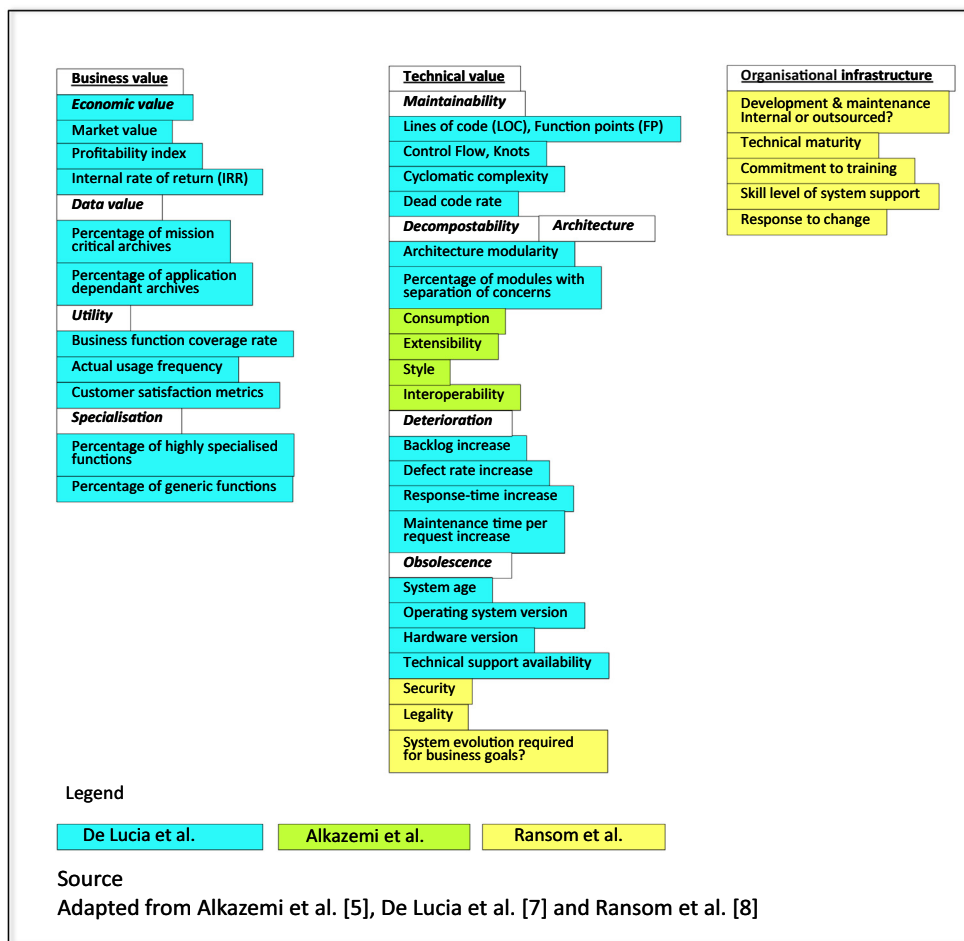 Business value
Economic value
Market value
Profitability index
Internal rate of return (IRR)
Data value
Percentage of mission
critical archives
Percentage of application
dependant archives
Utility
Business function coverage rate
Actual usage frequency
Customer satisfaction metrics
Specialisation
Percentage of highly specialised
functions
Percentage of generic functions
Technical value
Maintainability
Lines of code (LOC), Function points (FP)
Control Flow, Knots
Cyclomatic complexity
Dead code rate
Decompostability Architecture
Architecture modularity
Percentage of modules with
separation of concerns
Consumption
Extensibility
Style
Interoperability
Deterioration
Backlog increase
Defect rate increase
Response-time increase
Maintenance time per
request increase
Obsolescence
System age
Operating system version
Hardware version
Technical support availability
Security
Legality
System evolution required
for business goals?
Organisational infrastructure
Development & maintenance
Internal or outsourced?
Technical maturity
Commitment to training
Skill level of system support
Response to change
Legend
De Lucia et al. Alkazemi et al. Ransom et al.
Source
Adapted from Alkazemi et al. [5], De Lucia et al. [7] and Ransom et al. [8]